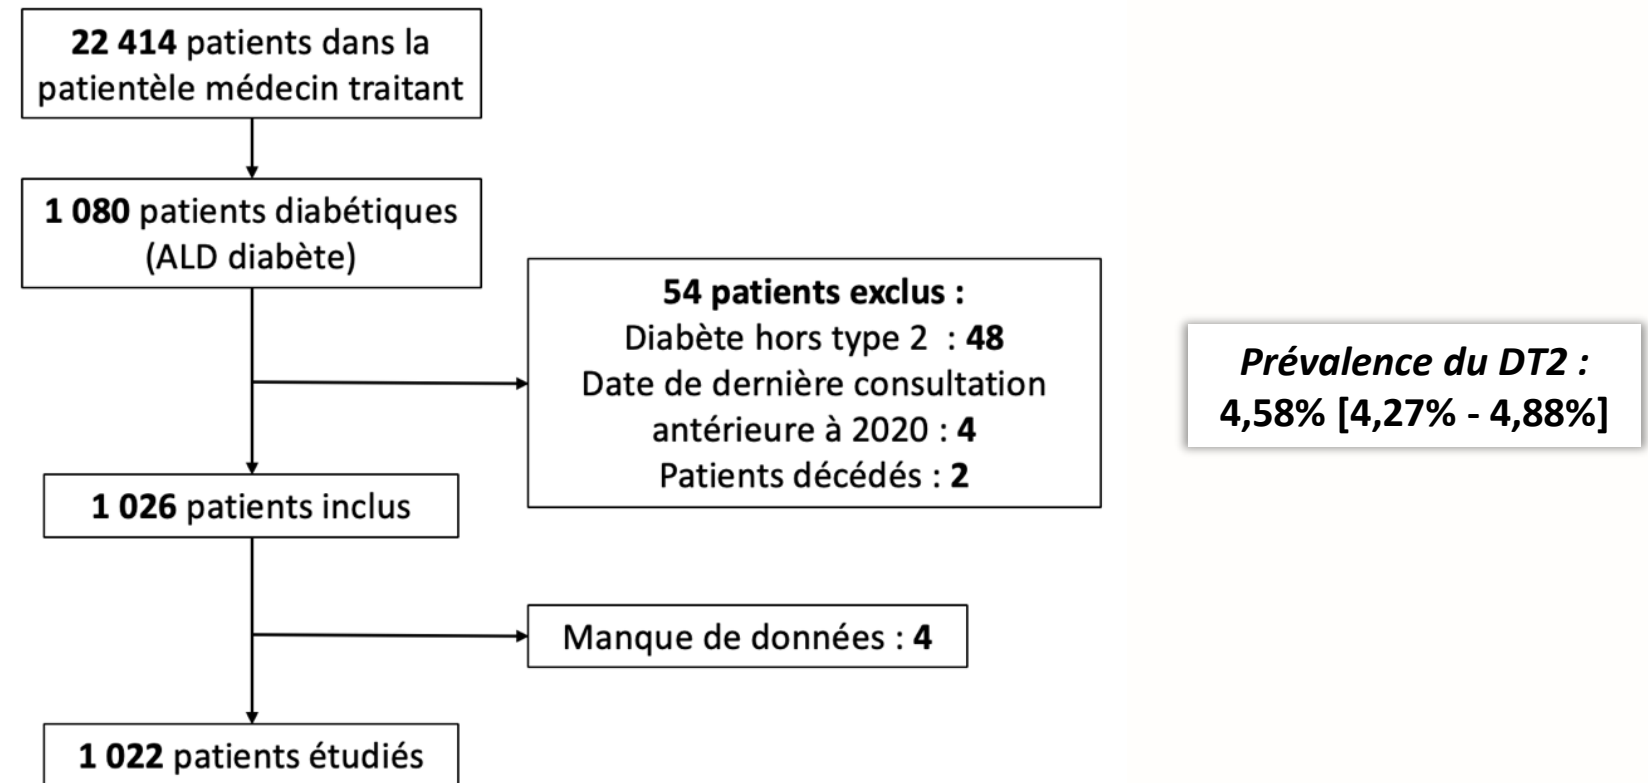 22 414 patients dans la
patientèle médecin traitant
1 080 patients diabétiques
(ALD diabète)
54 patients exclus :
Diabète hors type 2 : 48
Date de dernière consultation
antérieure à 2020 : 4
Patients décédés : 2
Prévalence du DT2 :
4,58% [4,27% - 4,88%]
1 026 patients inclus
Manque de données : 4
1 022 patients étudiés